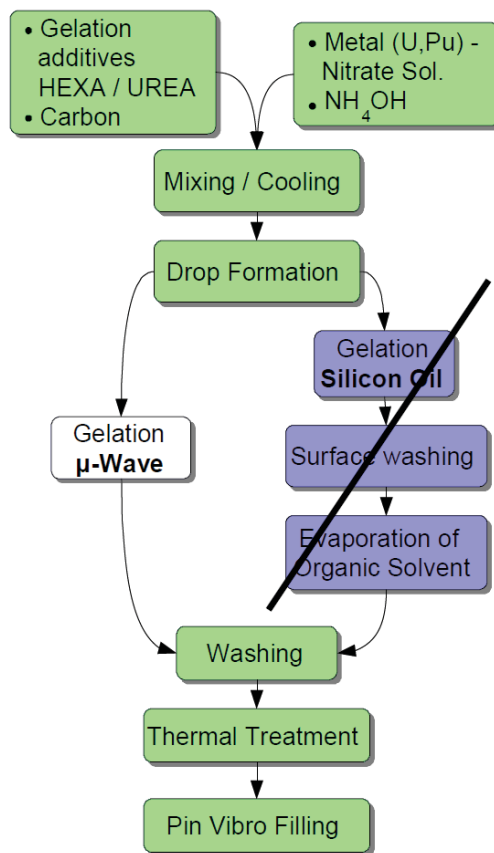 • Gelation
additives
HEXA / UREA
• Carbon
• Metal (U,Pu) -
Nitrate Sol.
• NH₄OH
Mixing / Cooling
Drop Formation
Gelation
Silicon Oil
Gelation
µ-Wave
Surface washing
Evaporation of
Organic Solvent
Washing
Thermal Treatment
Pin Vibro Filling